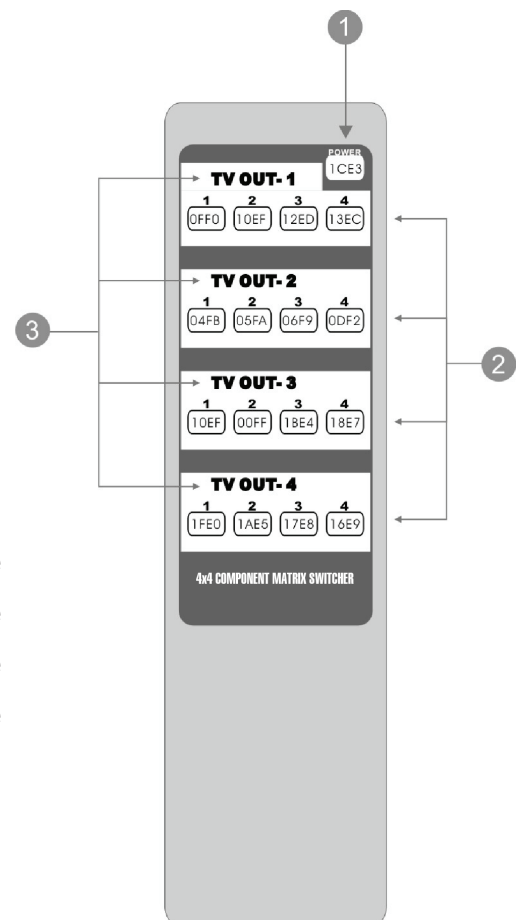 1
POWER
1CE3
TV OUT- 1
1 2 3 4
0FF0 10EF 12ED 13EC
TV OUT- 2
1 2 3 4
04FB 05FA 06F9 0DF2
3
2
TV OUT- 3
1 2 3 4
10EF 00FF 1BE4 18E7
TV OUT- 4
1 2 3 4
1FE0 1AE5 17E8 16E9
4x4 COMPONENT MATRIX SWITCHER